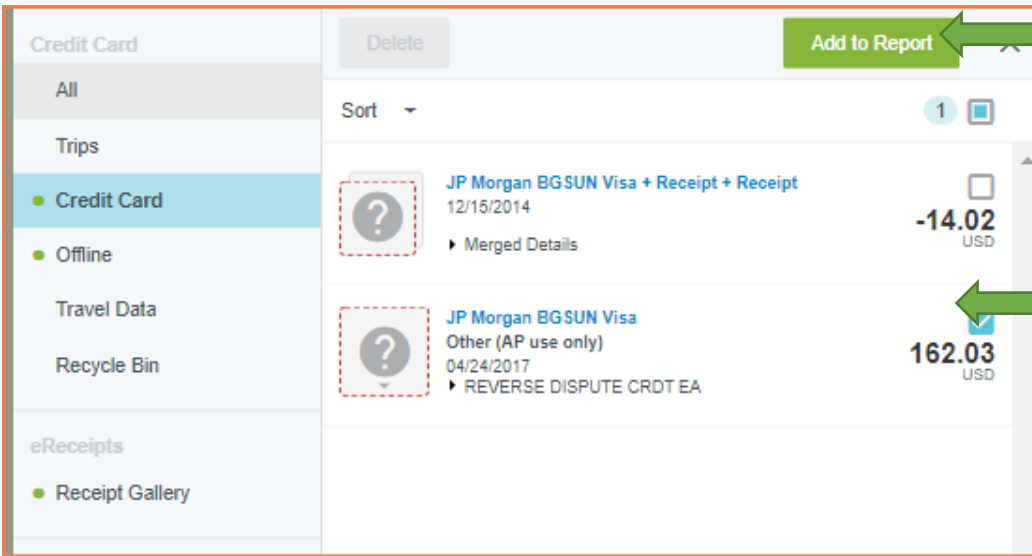 Credit Card
All
Trips
Credit Card
Offline
Travel Data
Recycle Bin
eReceipts
Receipt Gallery
Delete
Add to Report
Sort
1
JP Morgan BGSUN Visa + Receipt + Receipt
12/15/2014
Merged Details
-14.02
USD
JP Morgan BGSUN Visa
Other (AP use only)
04/24/2017
REVERSE DISPUTE CRDT EA
162.03
USD